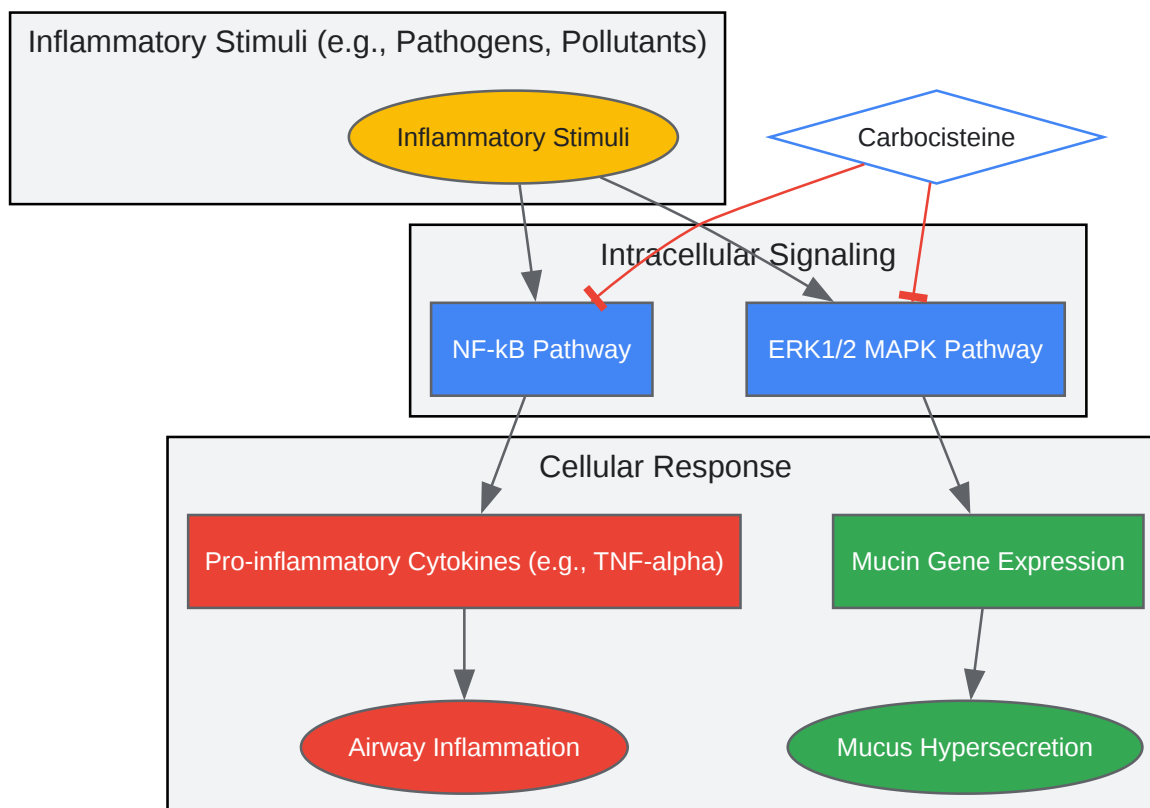 Inflammatory Stimuli (e.g., Pathogens, Pollutants)
Inflammatory Stimuli
Carbocisteine
Intracellular Signaling
NF-kB Pathway
ERK1/2 MAPK Pathway
Cellular Response
Pro-inflammatory Cytokines (e.g., TNF-alpha)
Mucin Gene Expression
Airway Inflammation
Mucus Hypersecretion